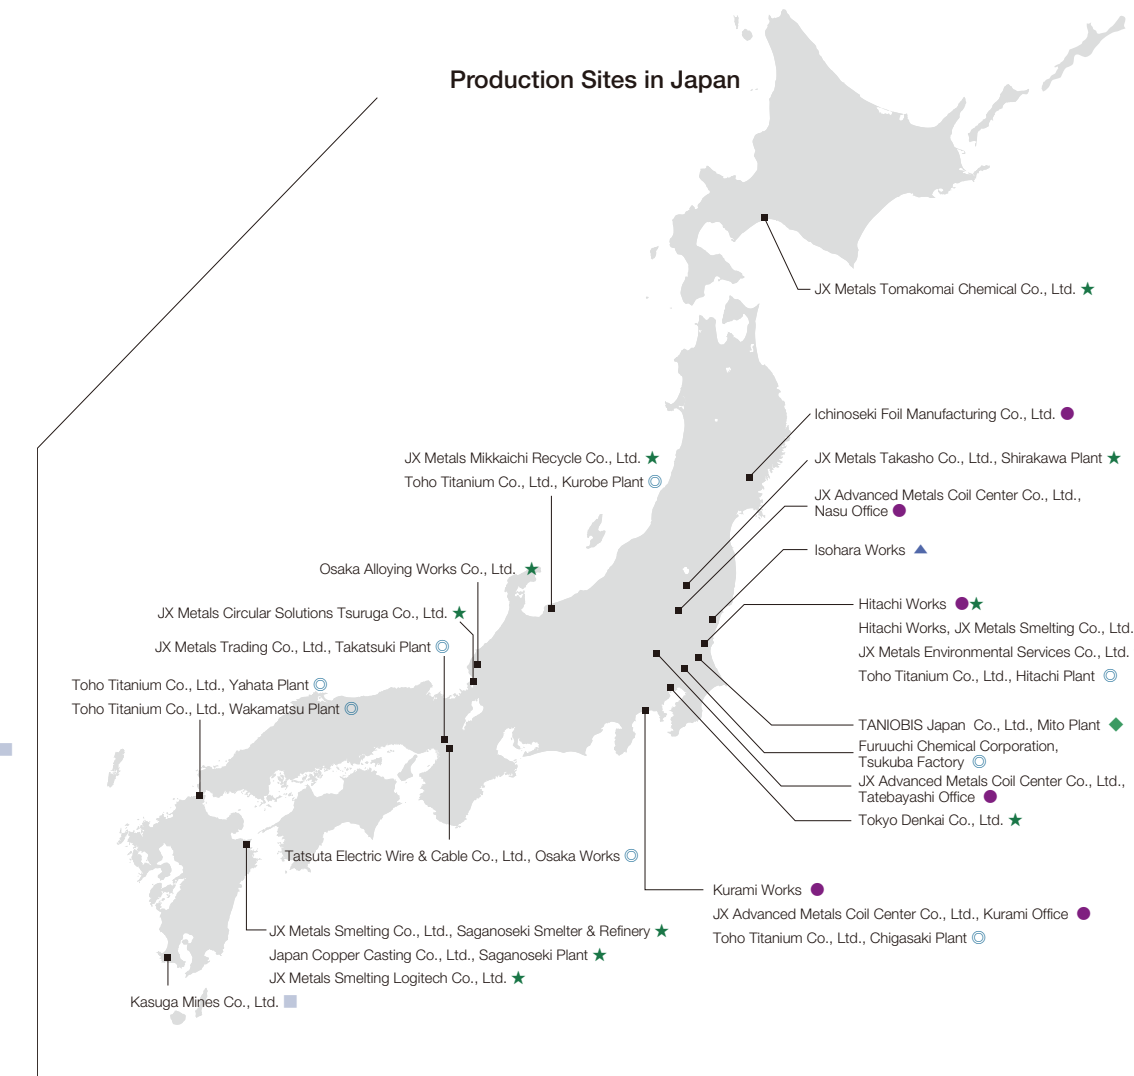 Production Sites in Japan
JX Metals Tomakomai Chemical Co., Ltd.
Ichinoseki Foil Manufacturing Co., Ltd.
JX Metals Mikkaichi Recycle Co., Ltd.
Toho Titanium Co., Ltd., Kurobe Plant
JX Metals Takasho Co., Ltd., Shirakawa Plant
JX Advanced Metals Coil Center Co., Ltd.,
Nasu Office
Isohara Works
Osaka Alloying Works Co., Ltd.
JX Metals Circular Solutions Tsuruga Co., Ltd.
JX Metals Trading Co., Ltd., Takatsuki Plant
Hitachi Works
Hitachi Works, JX Metals Smelting Co., Ltd.
JX Metals Environmental Services Co., Ltd.
Toho Titanium Co., Ltd., Hitachi Plant
Toho Titanium Co., Ltd., Yahata Plant
Toho Titanium Co., Ltd., Wakamatsu Plant
TANIOBIS Japan Co., Ltd., Mito Plant
Furuuchi Chemical Corporation,
Tsukuba Factory
JX Advanced Metals Coil Center Co., Ltd.,
Tatebayashi Office
Tokyo Denkai Co., Ltd.
Tatsuta Electric Wire & Cable Co., Ltd., Osaka Works
Kurami Works
JX Advanced Metals Coil Center Co., Ltd., Kurami Office
Toho Titanium Co., Ltd., Chigasaki Plant
JX Metals Smelting Co., Ltd., Saganoseki Smelter & Refinery
Japan Copper Casting Co., Ltd., Saganoseki Plant
JX Metals Smelting Logitech Co., Ltd.
Kasuga Mines Co., Ltd.